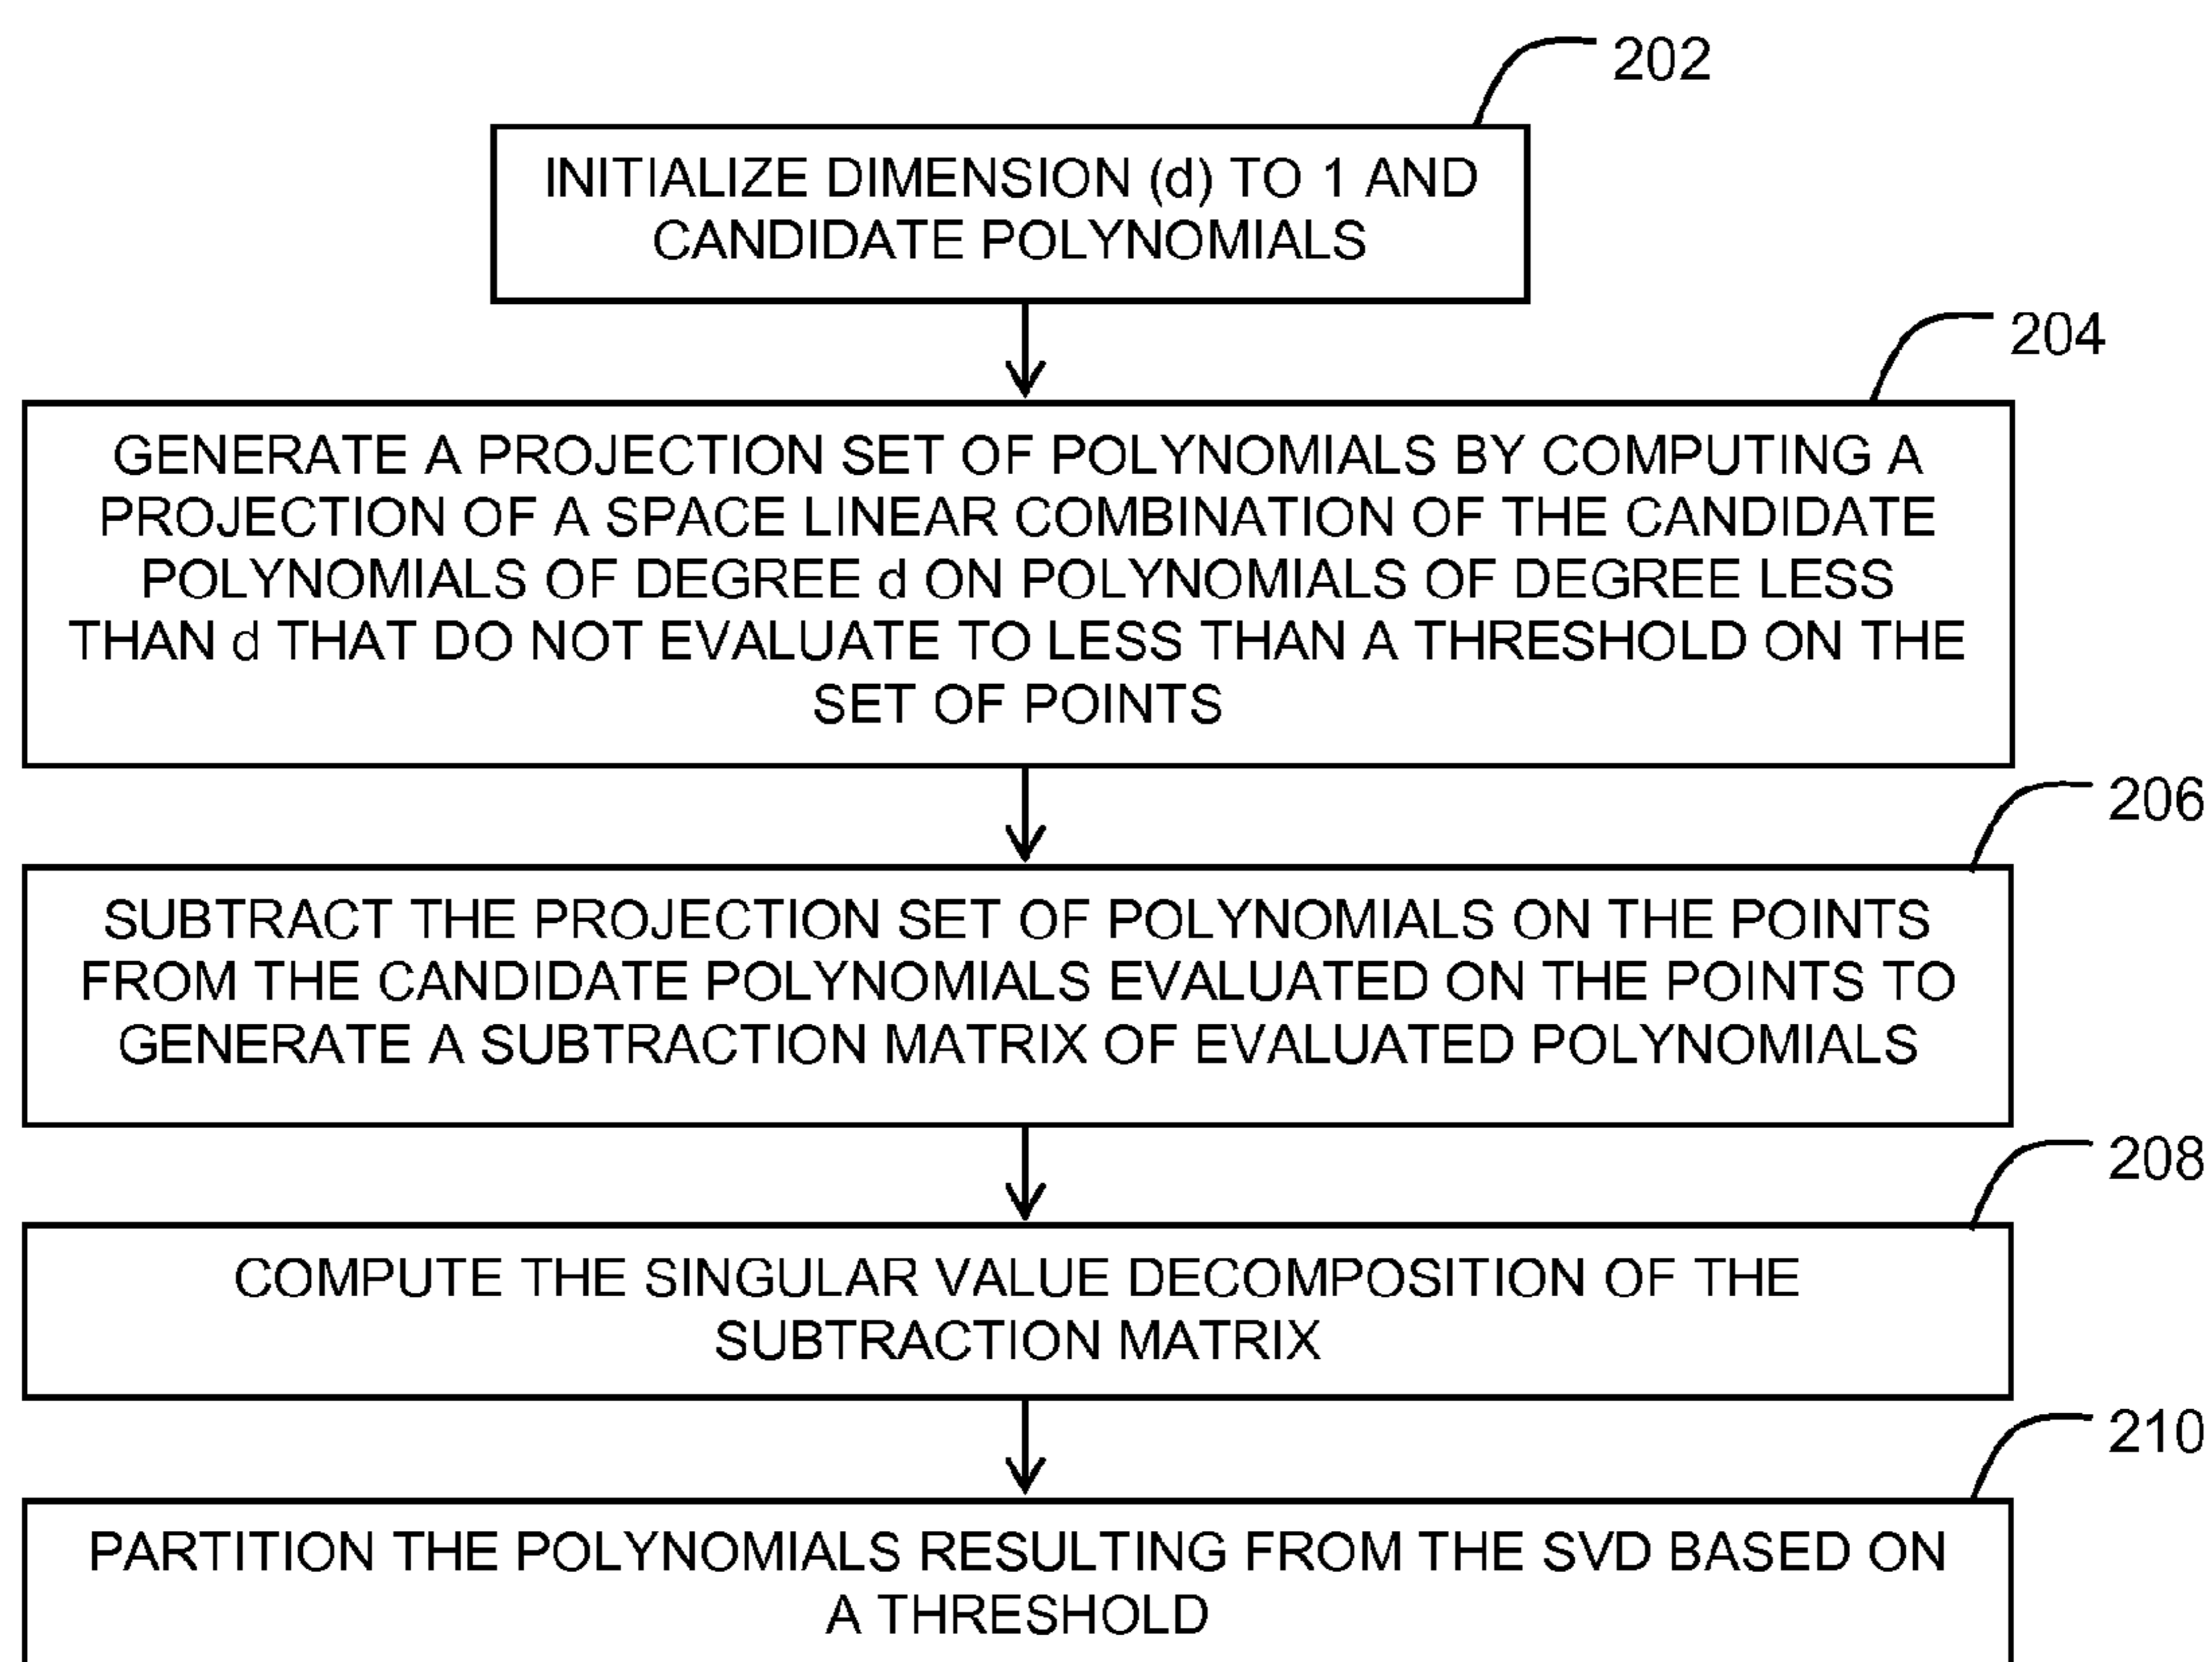 202
INITIALIZE DIMENSION (d) TO 1 AND
CANDIDATE POLYNOMIALS
204
GENERATE A PROJECTION SET OF POLYNOMIALS BY COMPUTING A
PROJECTION OF A SPACE LINEAR COMBINATION OF THE CANDIDATE
POLYNOMIALS OF DEGREE d ON POLYNOMIALS OF DEGREE LESS
THAN d THAT DO NOT EVALUATE TO LESS THAN A THRESHOLD ON THE
SET OF POINTS
206
SUBTRACT THE PROJECTION SET OF POLYNOMIALS ON THE POINTS
FROM THE CANDIDATE POLYNOMIALS EVALUATED ON THE POINTS TO
GENERATE A SUBTRACTION MATRIX OF EVALUATED POLYNOMIALS
208
COMPUTE THE SINGULAR VALUE DECOMPOSITION OF THE
SUBTRACTION MATRIX
210
PARTITION THE POLYNOMIALS RESULTING FROM THE SVD BASED ON
A THRESHOLD